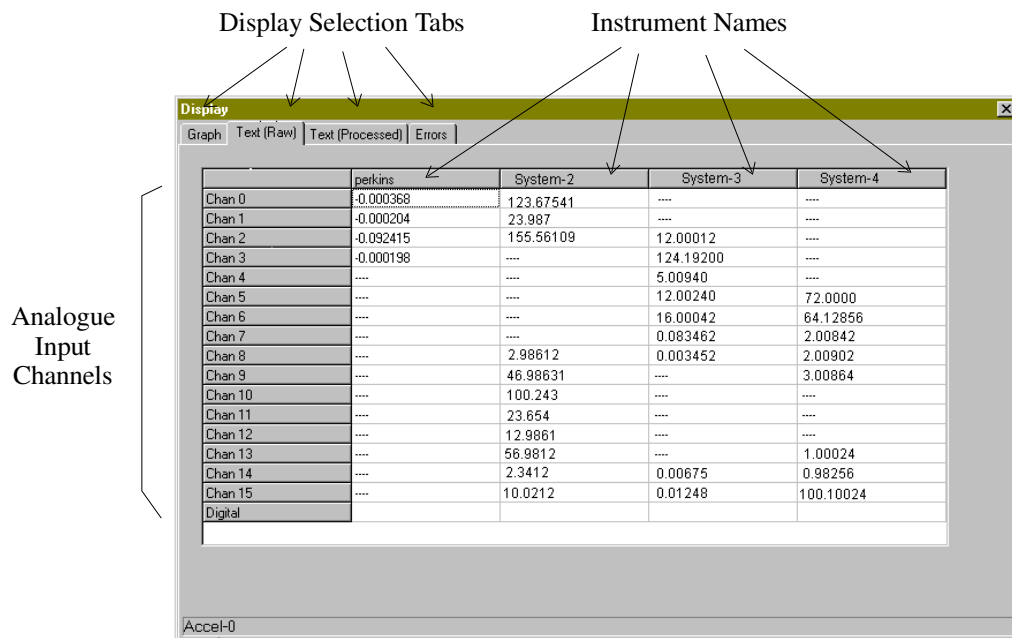 Display Selection Tabs Instrument Names
Display
Graph Text (Raw) Text (Processed) Errors
perkins System-2 System-3 System-4
Chan 0 -0.000368 123.67541 ---- ----
Chan 1 -0.000204 23.987 ---- ----
Chan 2 -0.092415 155.56109 12.00012 ----
Chan 3 -0.000198 ---- 124.19200 ----
Chan 4 ---- ---- 5.00940 ----
Chan 5 ---- ---- 12.00240 72.0000
Chan 6 ---- ---- 16.00042 64.12856
Chan 7 ---- ---- 0.083462 2.00842
Chan 8 ---- 2.98612 0.003452 2.00902
Chan 9 ---- 46.98631 ---- 3.00864
Chan 10 ---- 100.243 ---- ----
Chan 11 ---- 23.654 ---- ----
Chan 12 ---- 12.9861 ---- ----
Chan 13 ---- 56.9812 ---- 1.00024
Chan 14 ---- 2.3412 0.00675 0.98256
Chan 15 ---- 10.0212 0.01248 100.10024
Digital
Analogue
Input
Channels
Accel-0